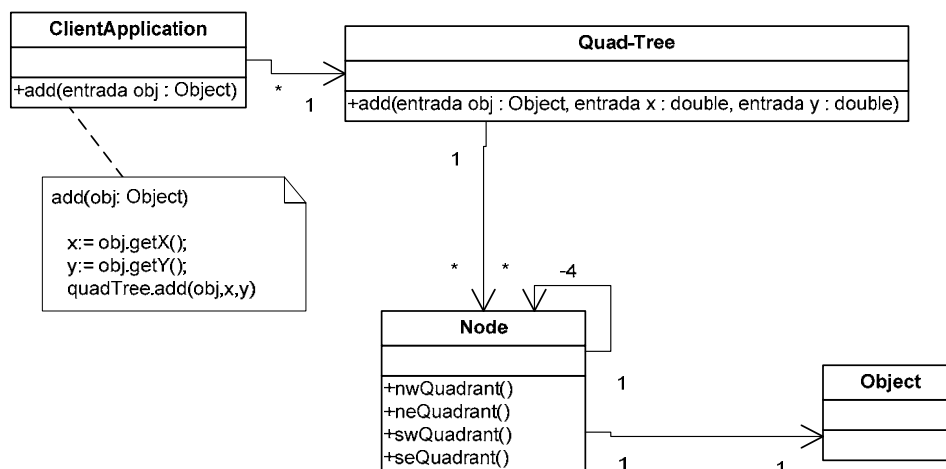 ClientApplication
+add(entrada obj : Object)
*
1
Quad-Tree
+add(entrada obj : Object, entrada x : double, entrada y : double)
add(obj: Object)
x:= obj.getX();
y:= obj.getY();
quadTree.add(obj,x,y)
1
*
*
-4
Node
+nwQuadrant()
+neQuadrant()
+swQuadrant()
+seQuadrant()
1
1
1
Object